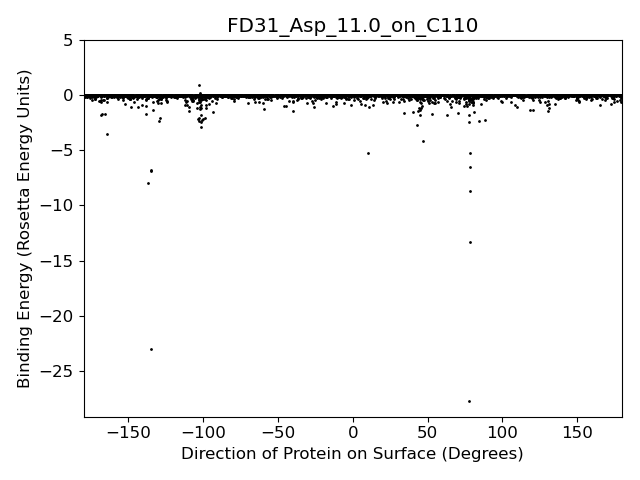 FD31_Asp_11.0_on_C110
5
0
−5
−10
−15
−20
−25
Binding Energy (Rosetta Energy Units)
−150 −100 −50 0 50 100 150
Direction of Protein on Surface (Degrees)